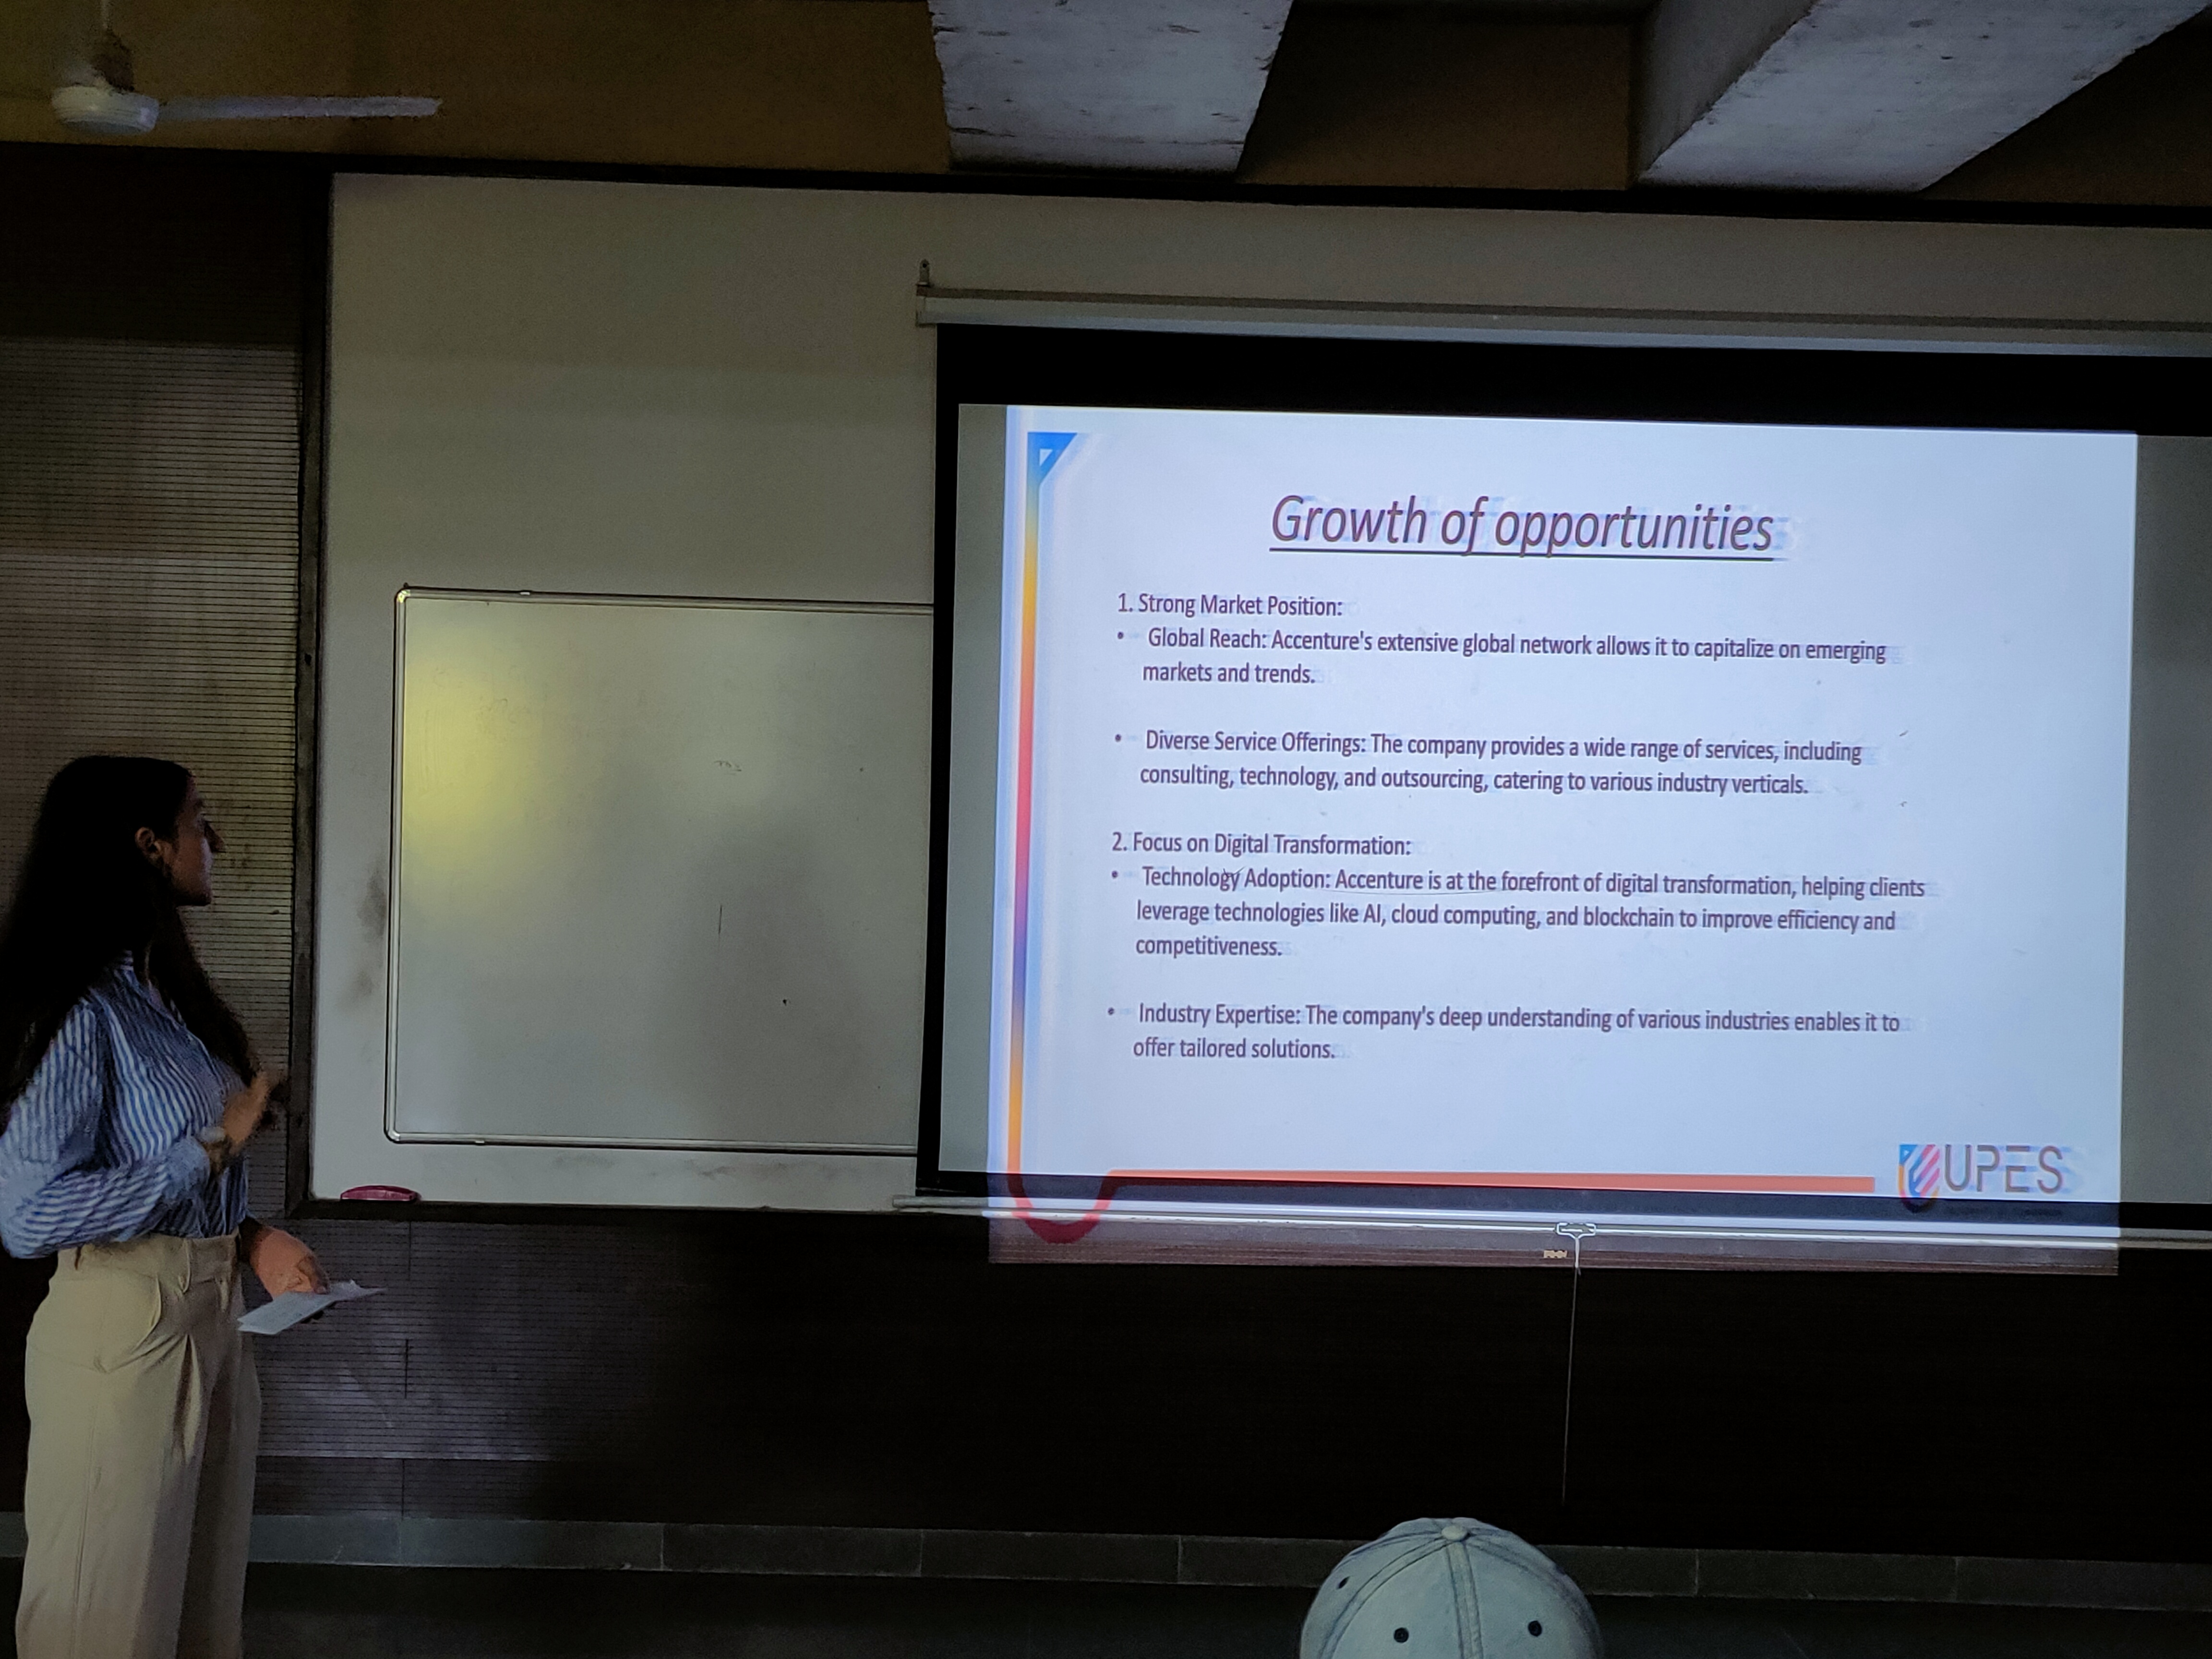 Growth of opportunities
1. Strong Market Position:
• Global Reach: Accenture's extensive global network allows it to capitalize on emerging
markets and trends.
• Diverse Service Offerings: The company provides a wide range of services, including
consulting, technology, and outsourcing, catering to various industry verticals.
2. Focus on Digital Transformation:
• Technology Adoption: Accenture is at the forefront of digital transformation, helping clients
leverage technologies like AI, cloud computing, and blockchain to improve efficiency and
competitiveness.
• Industry Expertise: The company's deep understanding of various industries enables it to
offer tailored solutions.
UPES